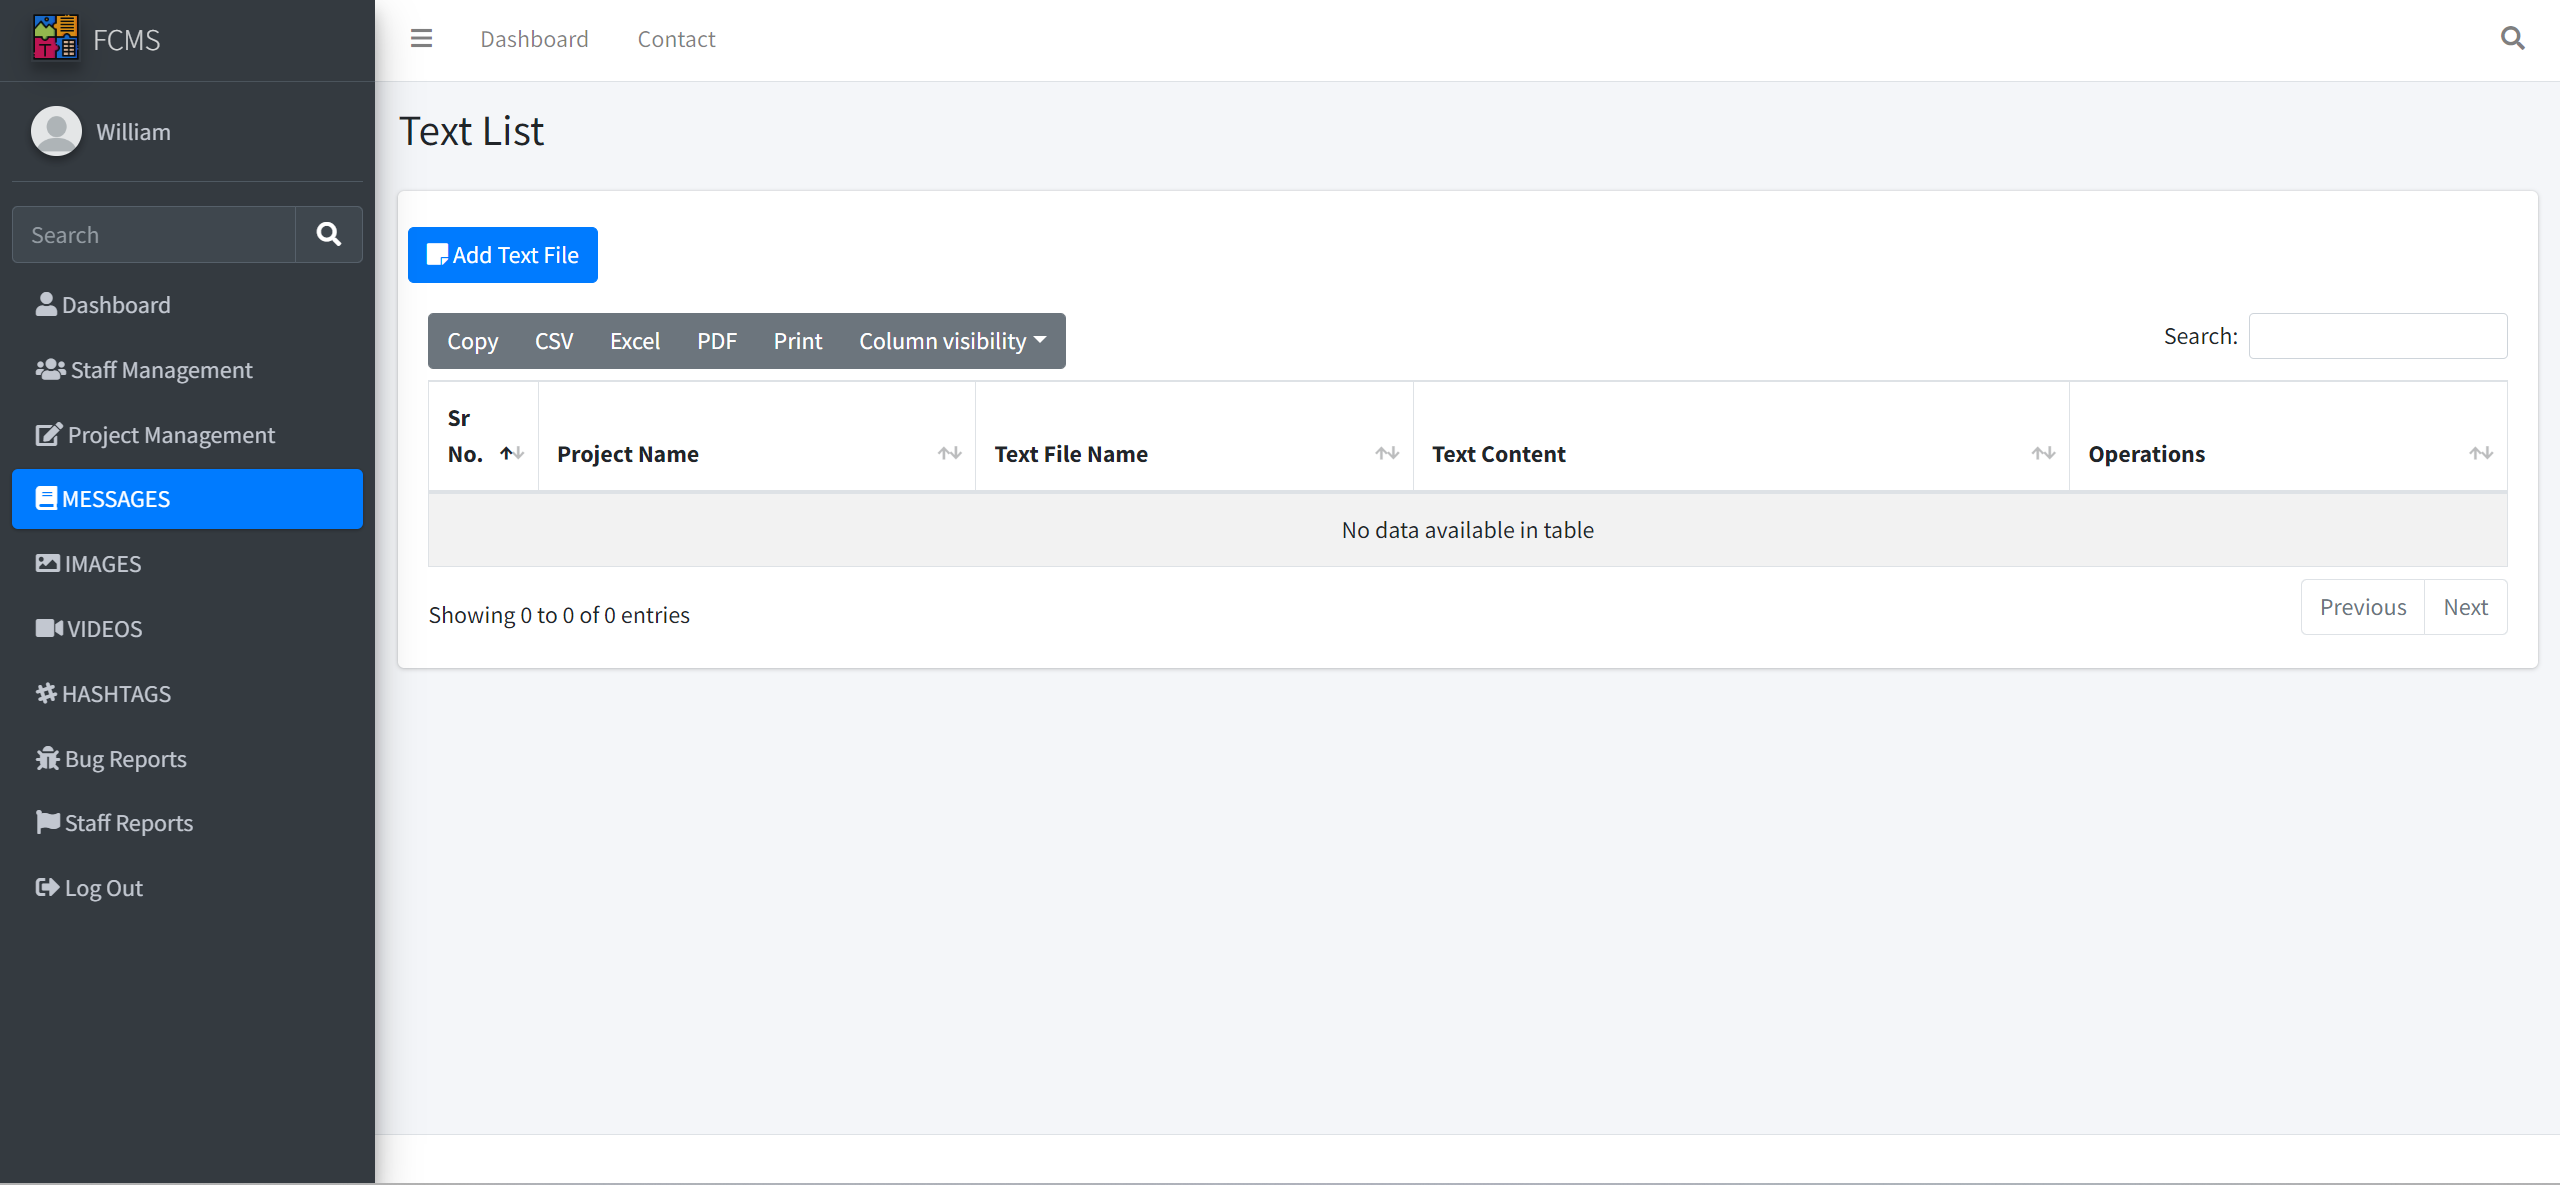 FCMS
William
Search
Dashboard
Staff Management
Project Management
MESSAGES
IMAGES
VIDEOS
HASHTAGS
Bug Reports
Staff Reports
Log Out
Dashboard Contact
Text List
Add Text File
Copy CSV Excel PDF Print Column visibility
Search:
Sr
No. Project Name Text File Name Text Content Operations
No data available in table
Showing 0 to 0 of 0 entries
Previous Next